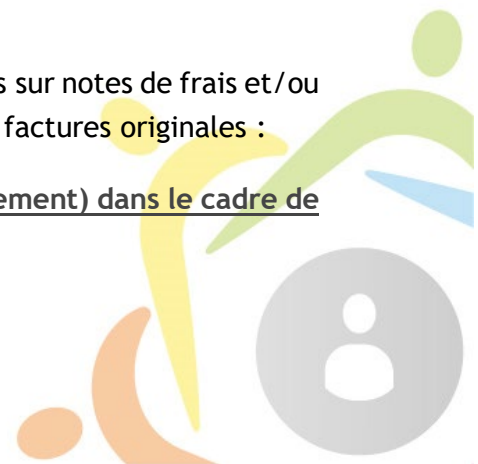 s sur notes de frais et/ou
factures originales :
ement) dans le cadre de